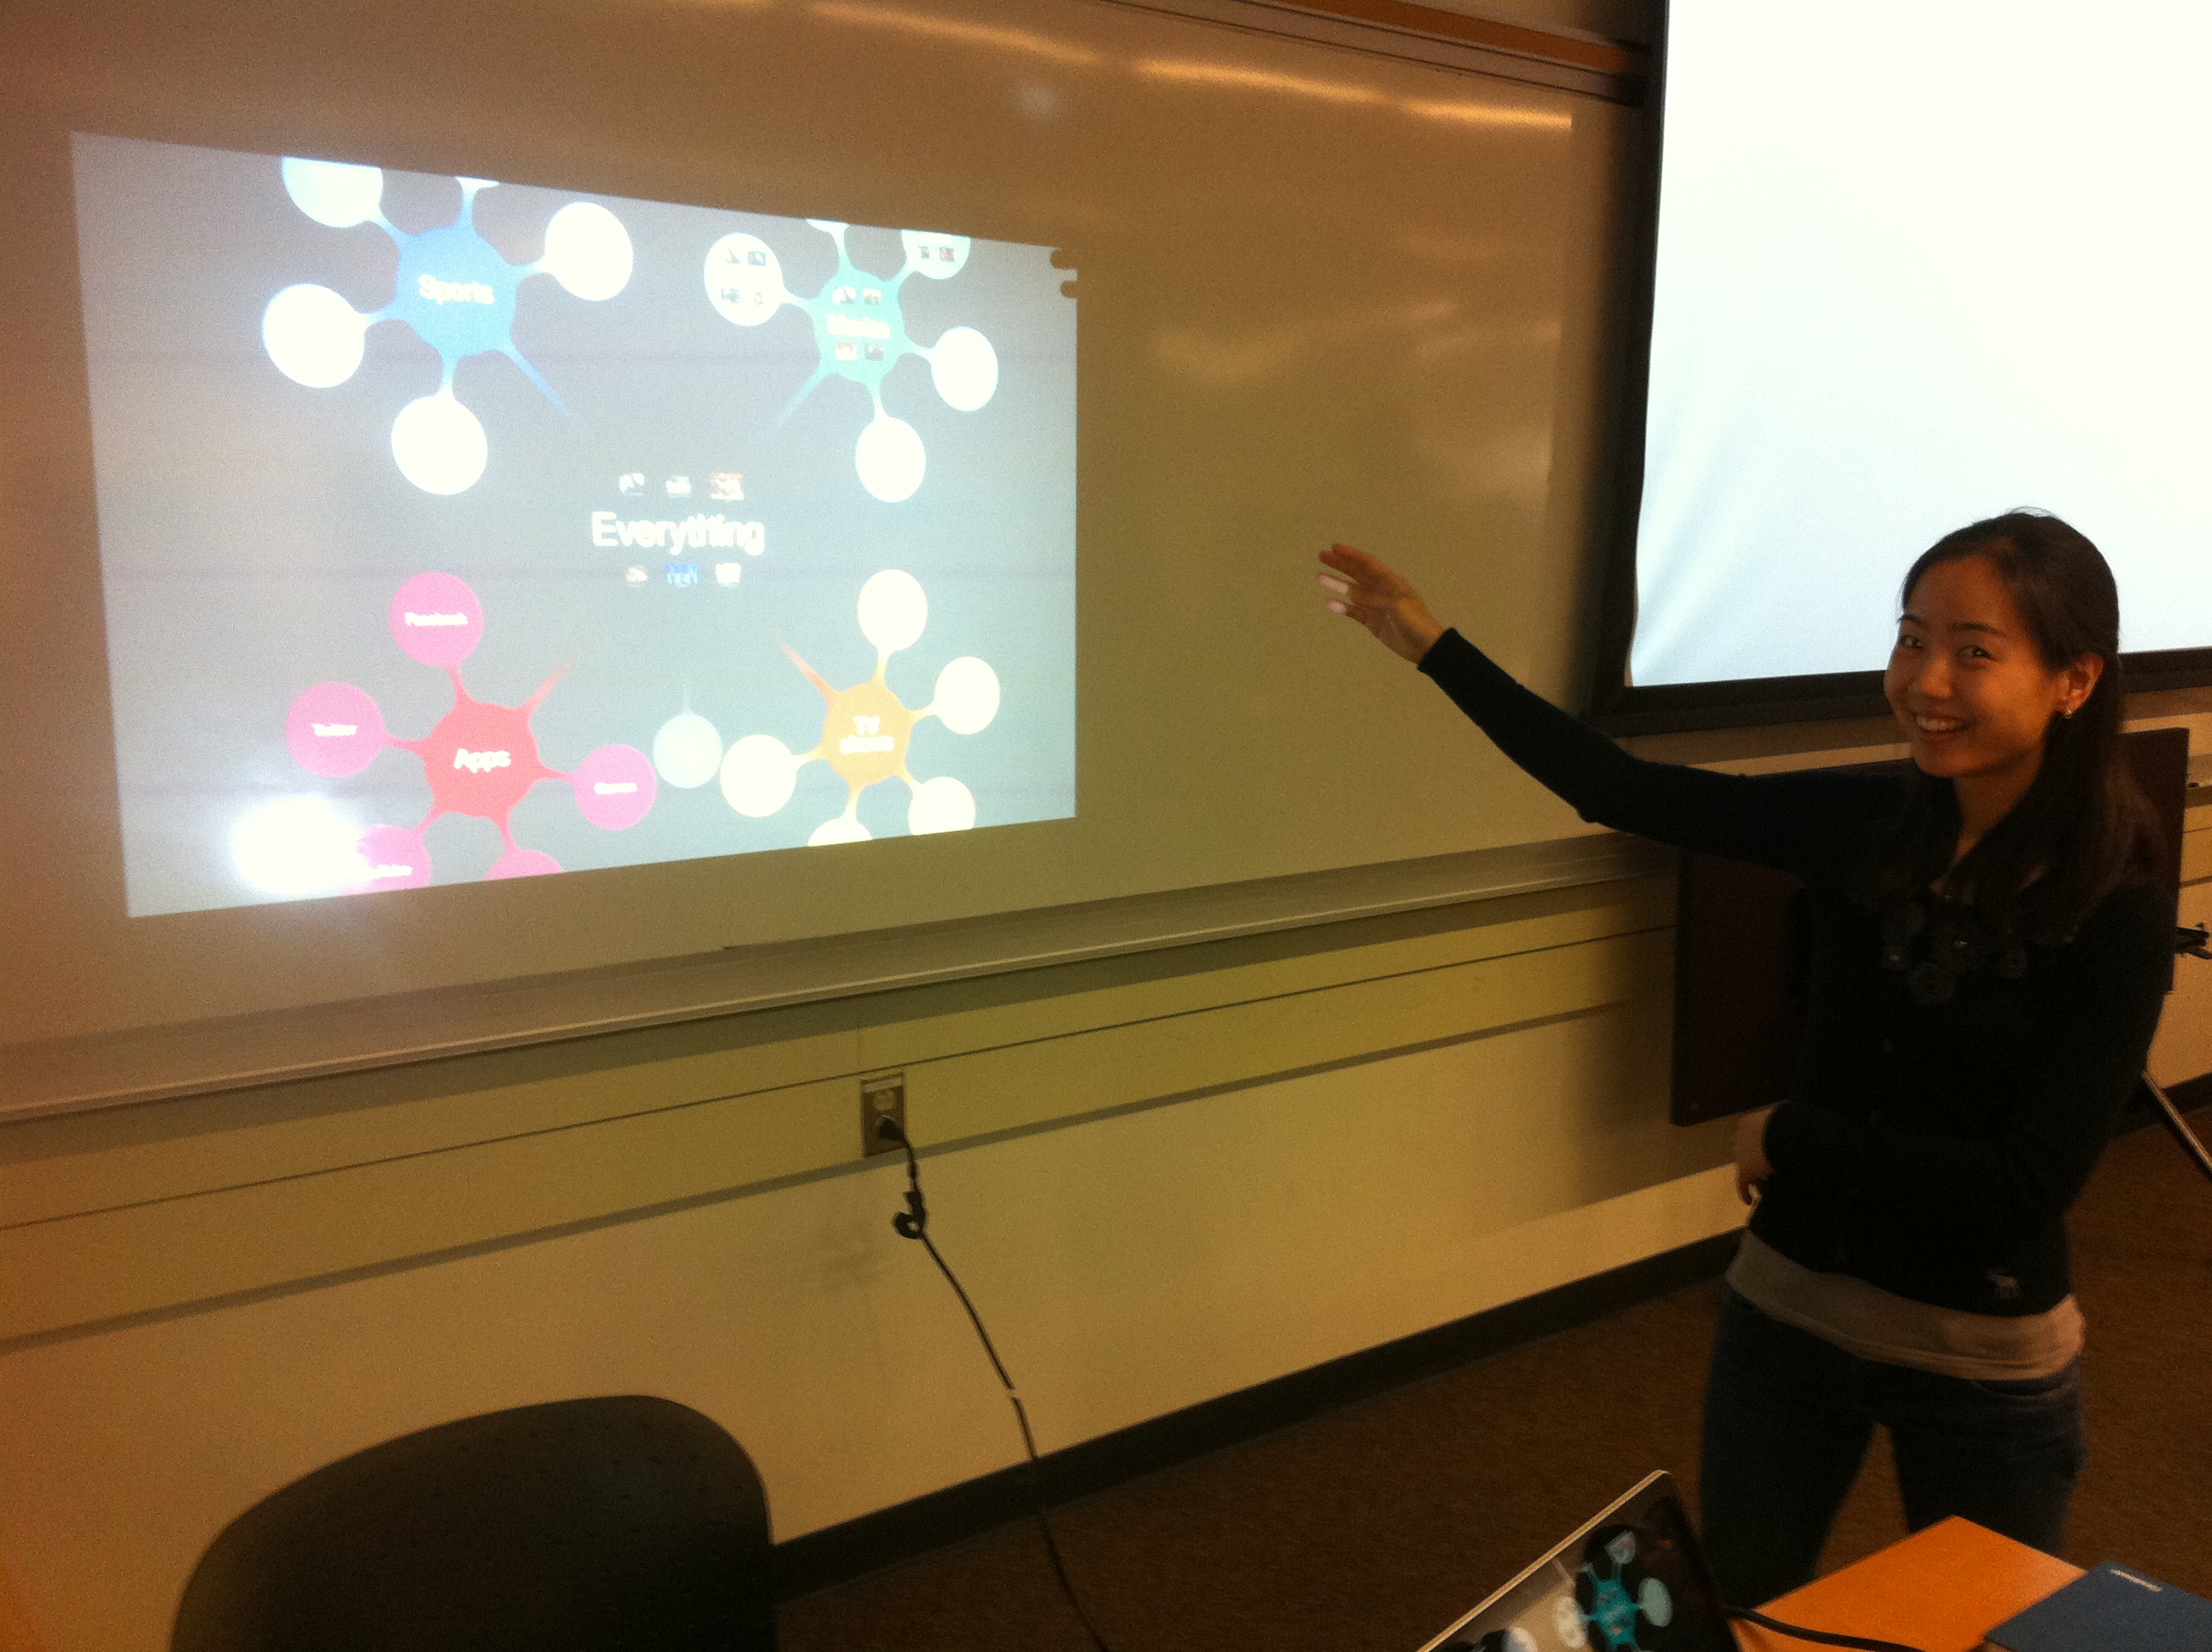 Sports
Movies
Everything
Facebook
Twitter
Apps
Games
TV
shows